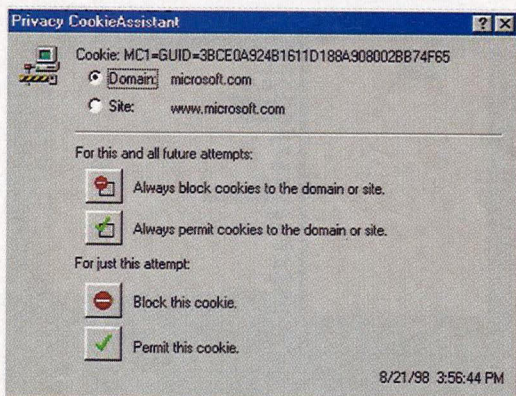 Privacy CookieAssistant
Cookie: MC1=GUID=3BCE0A924B1611D188A908002BB74F65
Domain: microsoft.com
Site: www.microsoft.com
For this and all future attempts:
Always block cookies to the domain or site.
Always permit cookies to the domain or site.
For just this attempt:
Block this cookie.
Permit this cookie.
8/21/98 3:56:44 PM